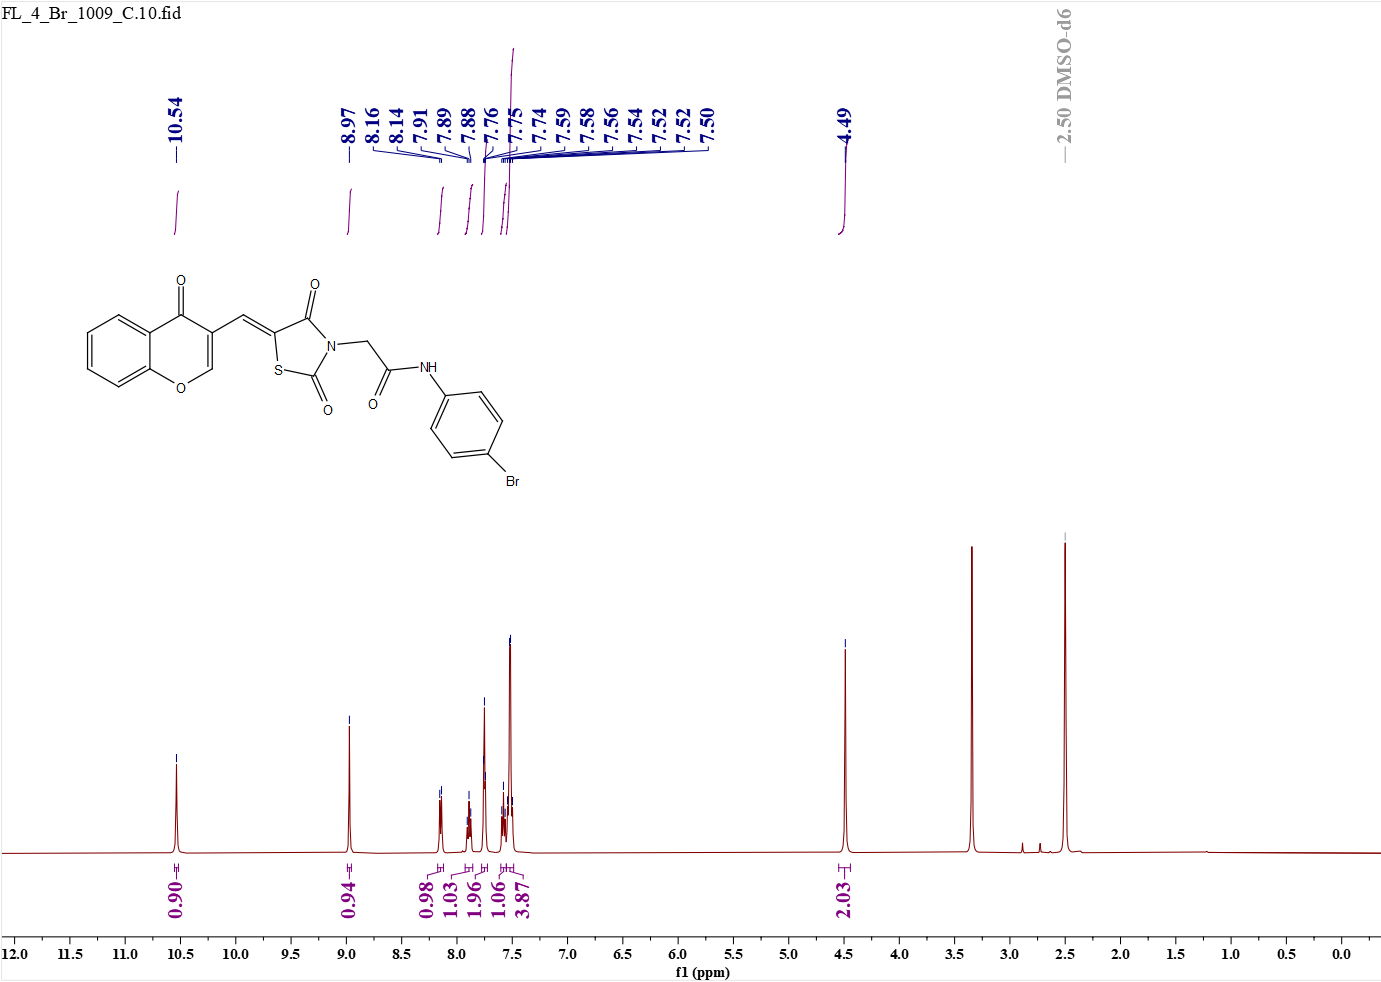 FL_4_Br_1009_C.10.fid
10.54
8.97
8.16
8.14
7.91
7.89
7.88
7.76
7.75
7.74
7.59
7.58
7.56
7.54
7.52
7.52
7.50
4.49
2.50 DMSO-d6
O
O
N
S
O
O
NH
O
Br
0.90
0.94
0.98
1.03
1.96
1.06
3.87
2.03
12.0 11.5 11.0 10.5 10.0 9.5 9.0 8.5 8.0 7.5 7.0 6.5 6.0 5.5 5.0 4.5 4.0 3.5 3.0 2.5 2.0 1.5 1.0 0.5 0.0
f1 (ppm)